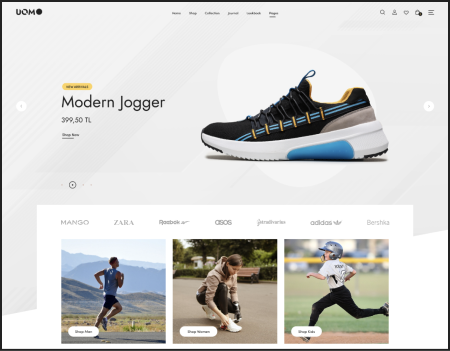 UOMO
Home Shop Collection Journal Lookbook Pages
NEW ARRIVALS
Modern Jogger
399,50 TL
Shop Now
MANGO ZARA Reebok asos Stradivarius adidas Bershka
Shop Men Shop Women Shop Kids